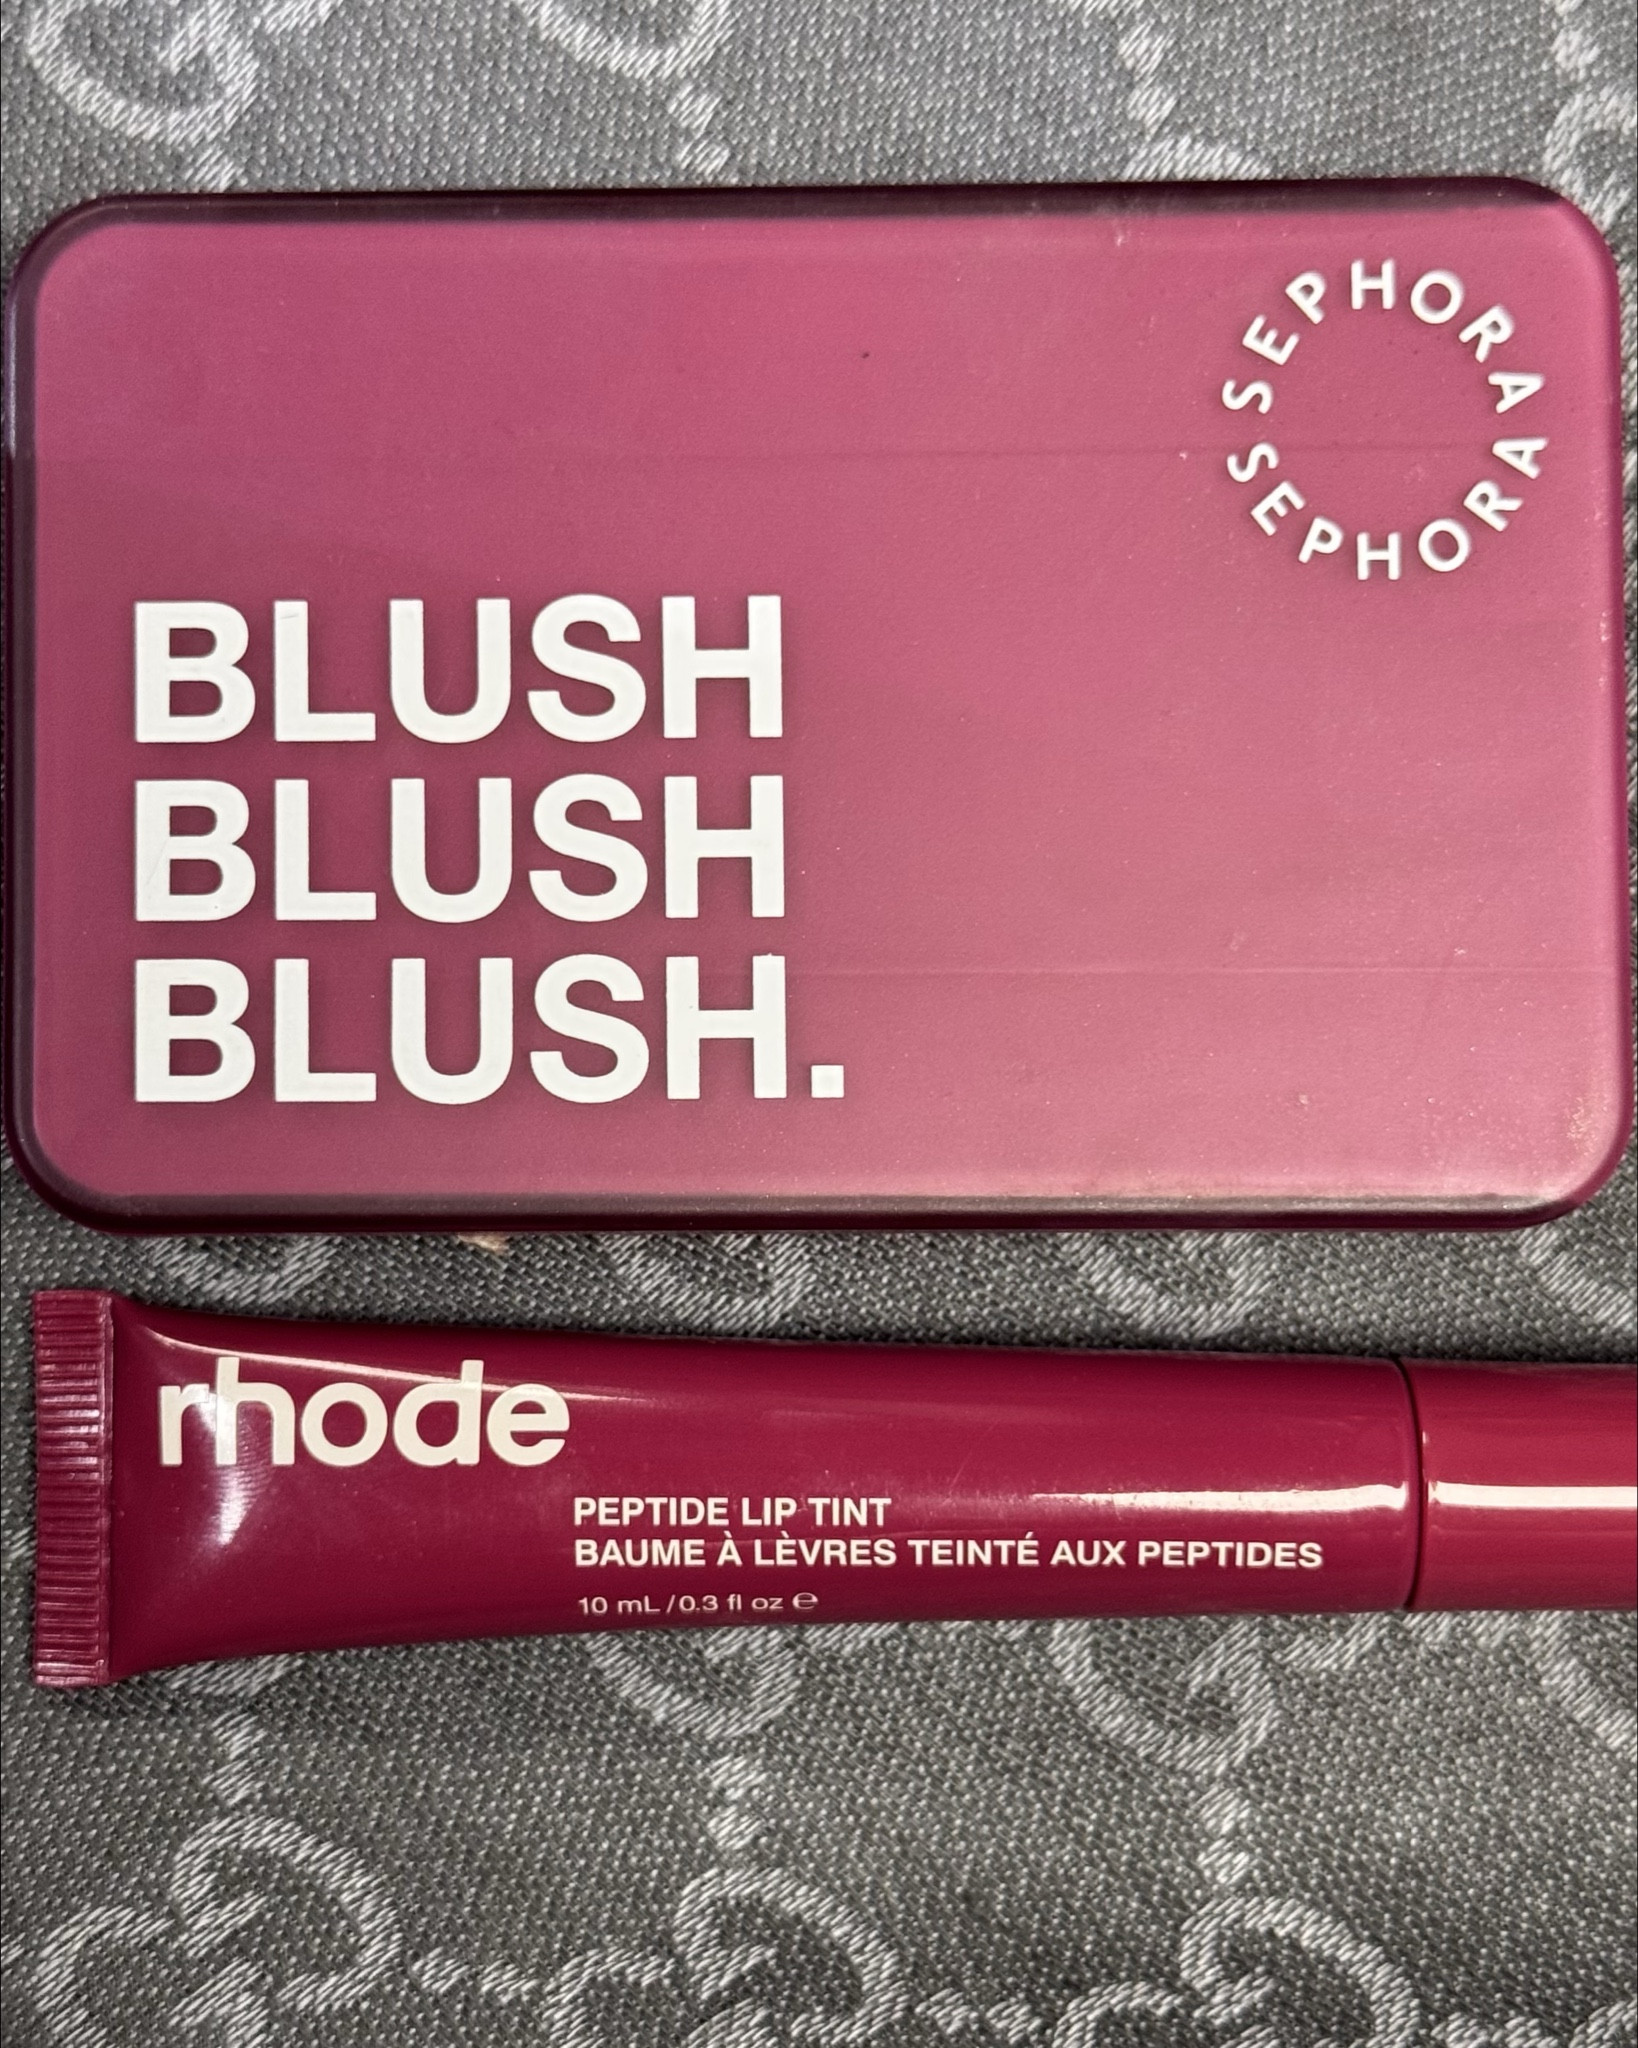 SEPHORA
SEPHORA
BLUSH
BLUSH
BLUSH.
rhode
PEPTIDE LIP TINT
BAUME À LÈVRES TEINTÉ AUX PEPTIDES
10 mL / 0.3 fl oz ℮